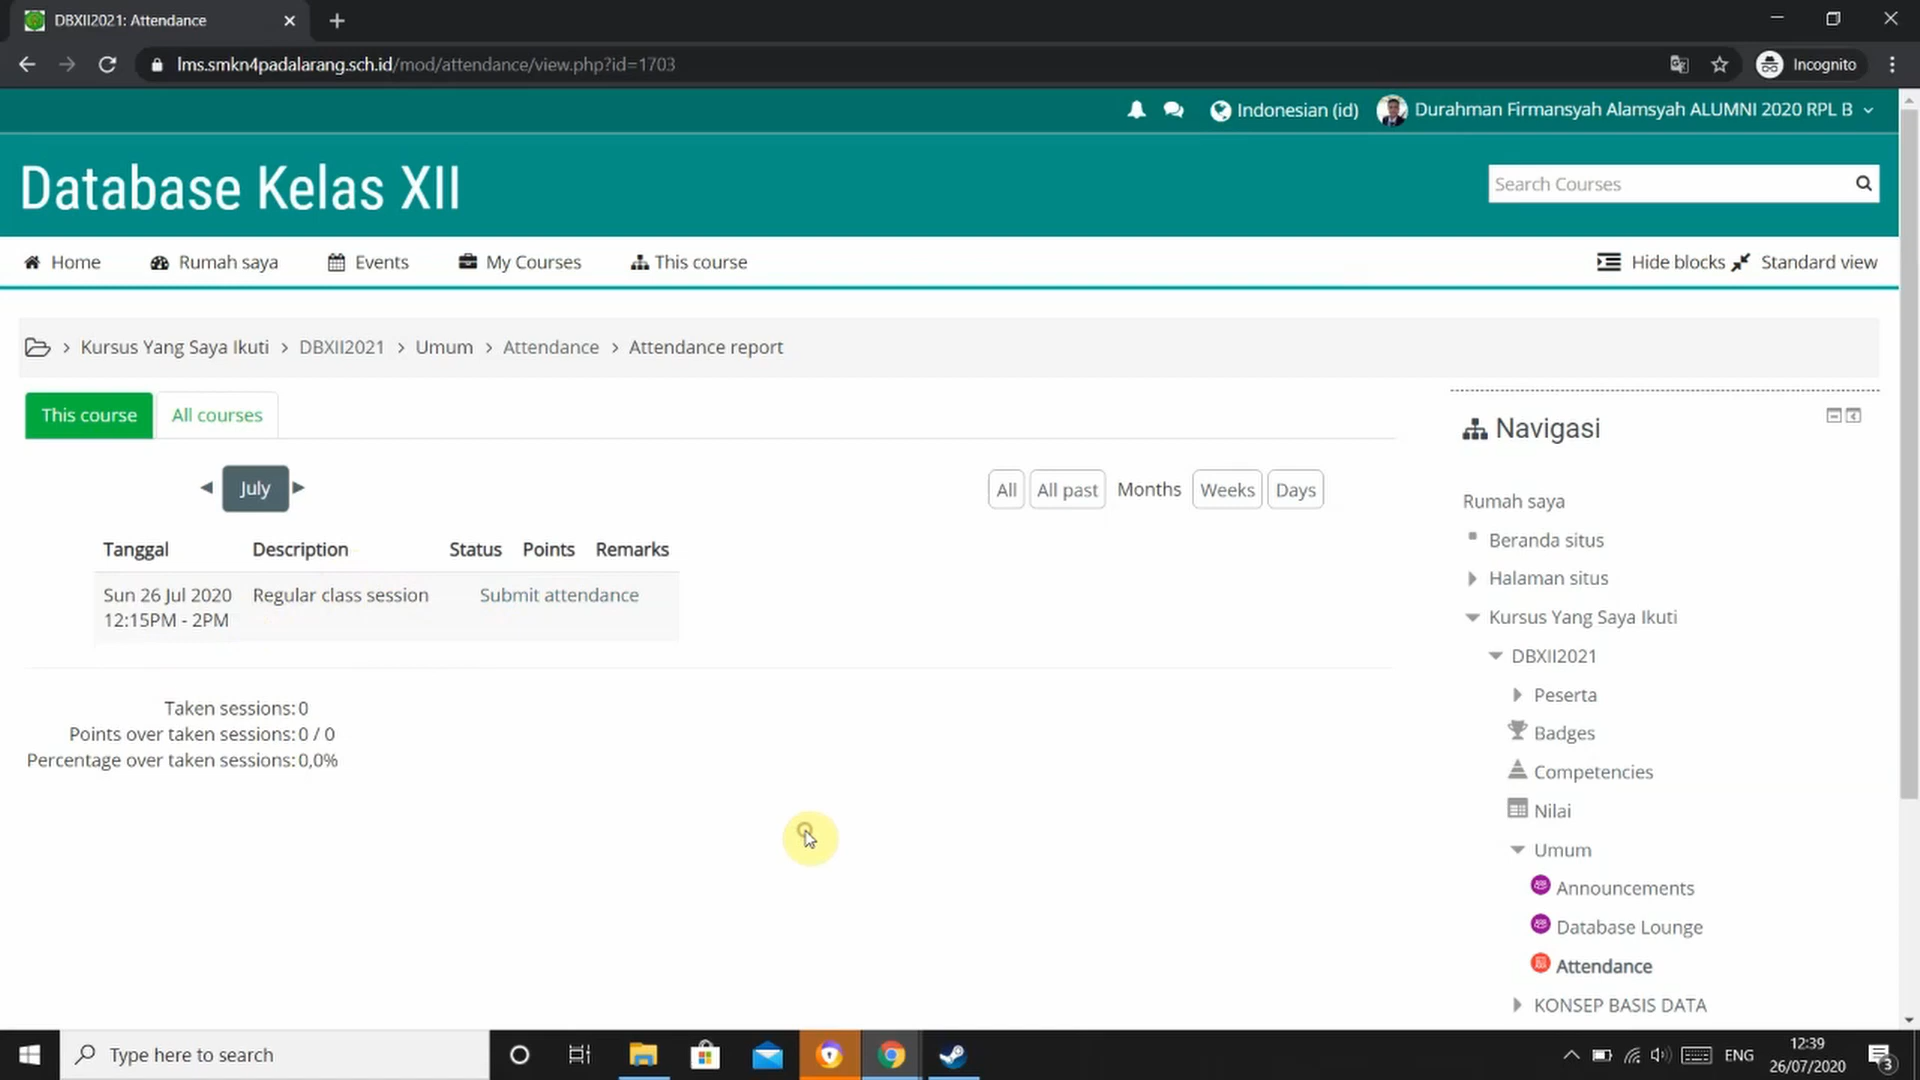 DBXII2021: Attendance
lms.smkn4padalarang.sch.id/mod/attendance/view.php?id=1703
Incognito
Indonesian (id) Durahman Firmansyah Alamsyah ALUMNI 2020 RPL B
Database Kelas XII
Search Courses
Home Rumah saya Events My Courses This course Hide blocks Standard view
Kursus Yang Saya Ikuti > DBXII2021 > Umum > Attendance > Attendance report
This course All courses
July
All All past Months Weeks Days
Tanggal Description Status Points Remarks
Sun 26 Jul 2020 Regular class session Submit attendance
12:15PM - 2PM
Taken sessions: 0
Points over taken sessions: 0 / 0
Percentage over taken sessions: 0,0%
Navigasi
Rumah saya
Beranda situs
Halaman situs
Kursus Yang Saya Ikuti
DBXII2021
Peserta
Badges
Competencies
Nilai
Umum
Announcements
Database Lounge
Attendance
KONSEP BASIS DATA
Type here to search
ENG
12:39
26/07/2020
3